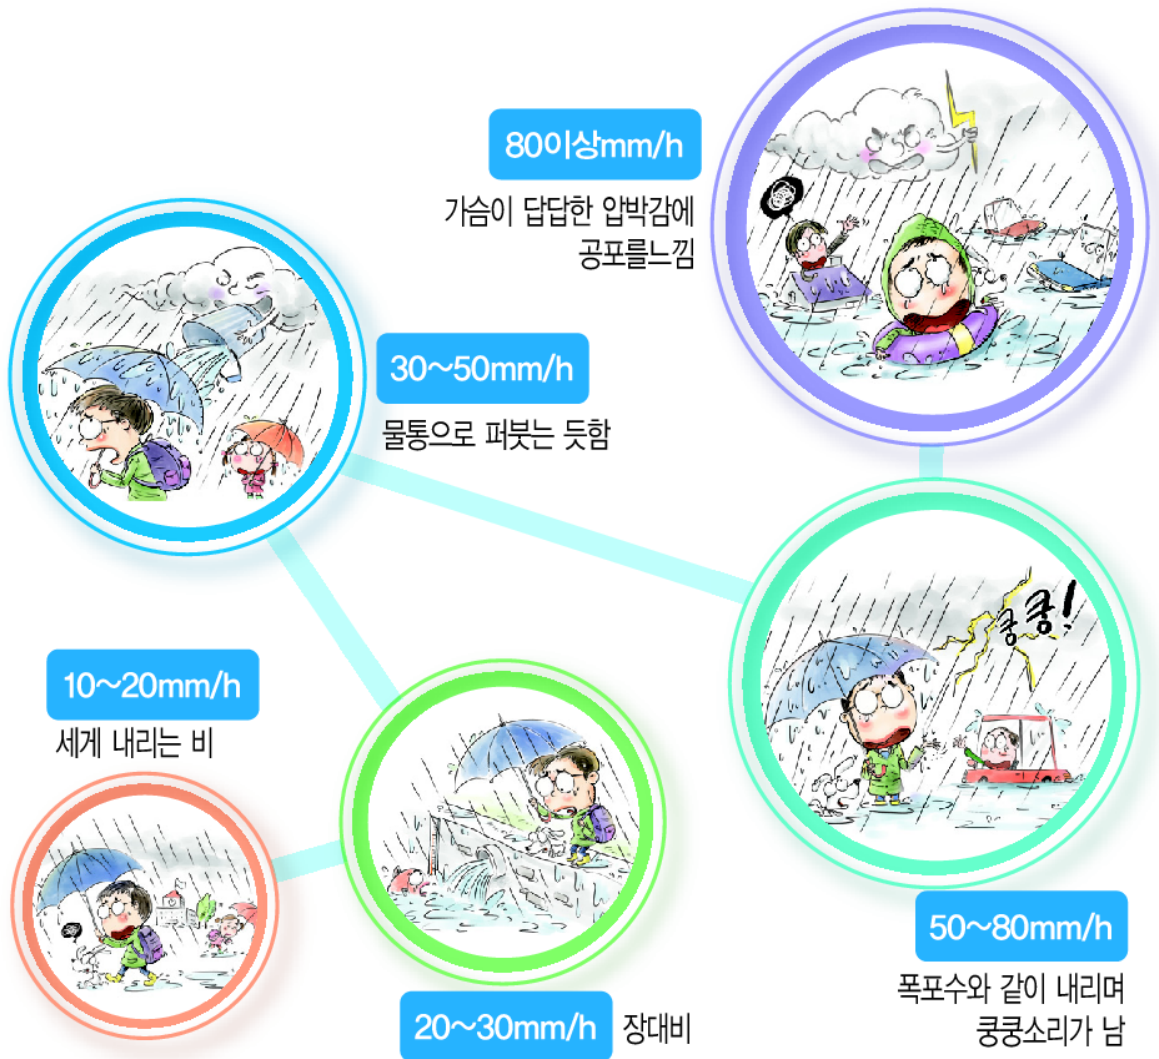 80이상mm/h
가슴이 답답한 압박감에
공포를느낌
30~50mm/h
물통으로 퍼붓는 듯함
쿵쿵!
10~20mm/h
세게 내리는 비
50~80mm/h
폭포수와 같이 내리며
쿵쿵소리가 남
20~30mm/h 장대비